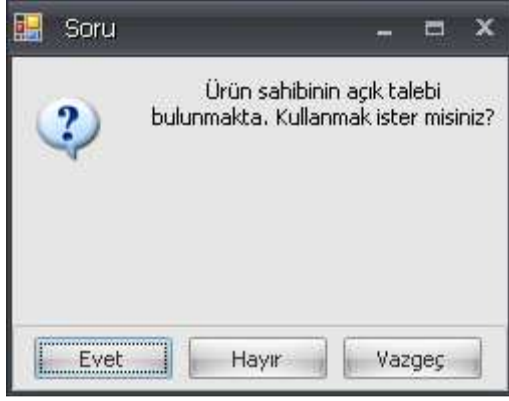 Soru
Ürün sahibinin açık talebi
bulunmakta. Kullanmak ister misiniz?
Evet
Hayır
Vazgeç